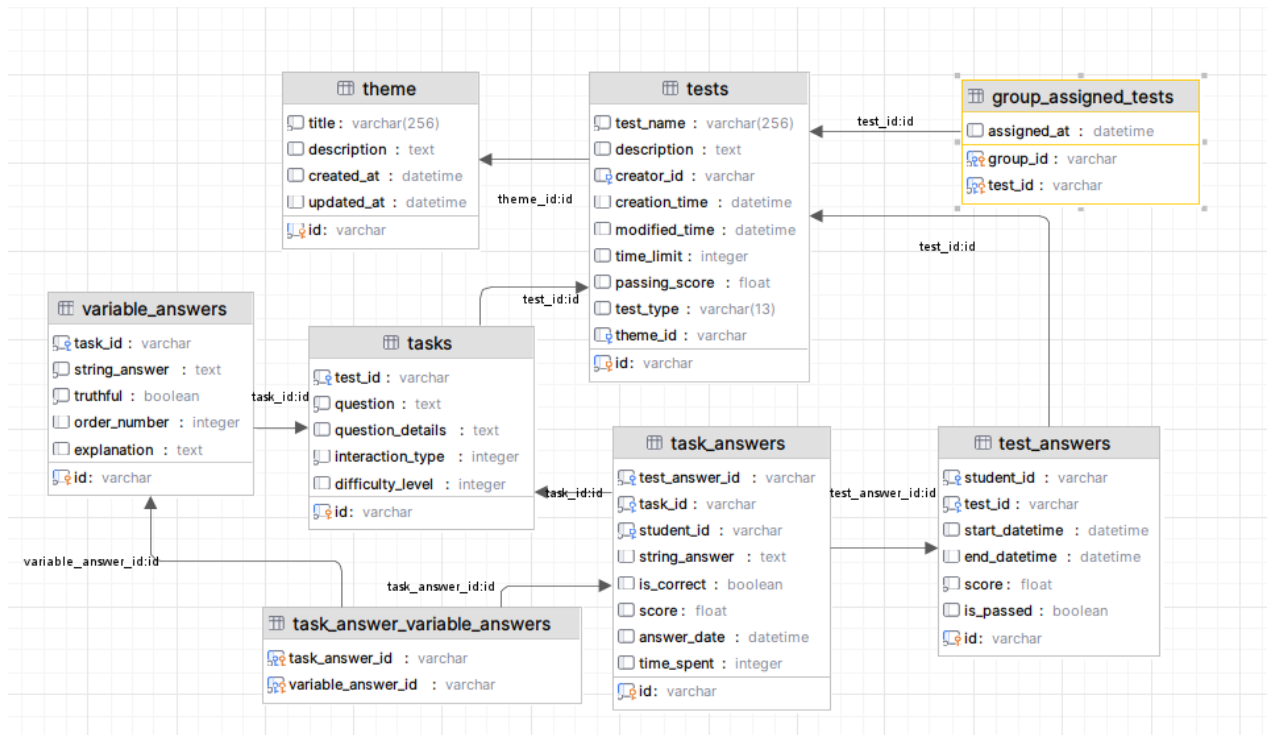 theme
title : varchar(256)
description : text
created_at : datetime
updated_at : datetime
id: varchar
theme_id:id
tests
test_name : varchar(256)
description : text
creator_id : varchar
creation_time : datetime
modified_time : datetime
time_limit : integer
passing_score : float
test_type : varchar(13)
theme_id : varchar
id: varchar
test_id:id
group_assigned_tests
assigned_at : datetime
group_id : varchar
test_id : varchar
test_id:id
variable_answers
task_id : varchar
string_answer : text
truthful : boolean
order_number : integer
explanation : text
id: varchar
task_id:id
test_id:id
tasks
test_id : varchar
question : text
question_details : text
interaction_type : integer
difficulty_level : integer
id: varchar
task_id:id
task_answers
test_answer_id : varchar
task_id : varchar
student_id : varchar
string_answer : text
is_correct : boolean
score : float
answer_date : datetime
time_spent : integer
id: varchar
test_answer_id:id
test_answers
student_id : varchar
test_id : varchar
start_datetime : datetime
end_datetime : datetime
score : float
is_passed : boolean
id: varchar
variable_answer_id:id
task_answer_id:id
task_answer_variable_answers
task_answer_id : varchar
variable_answer_id : varchar